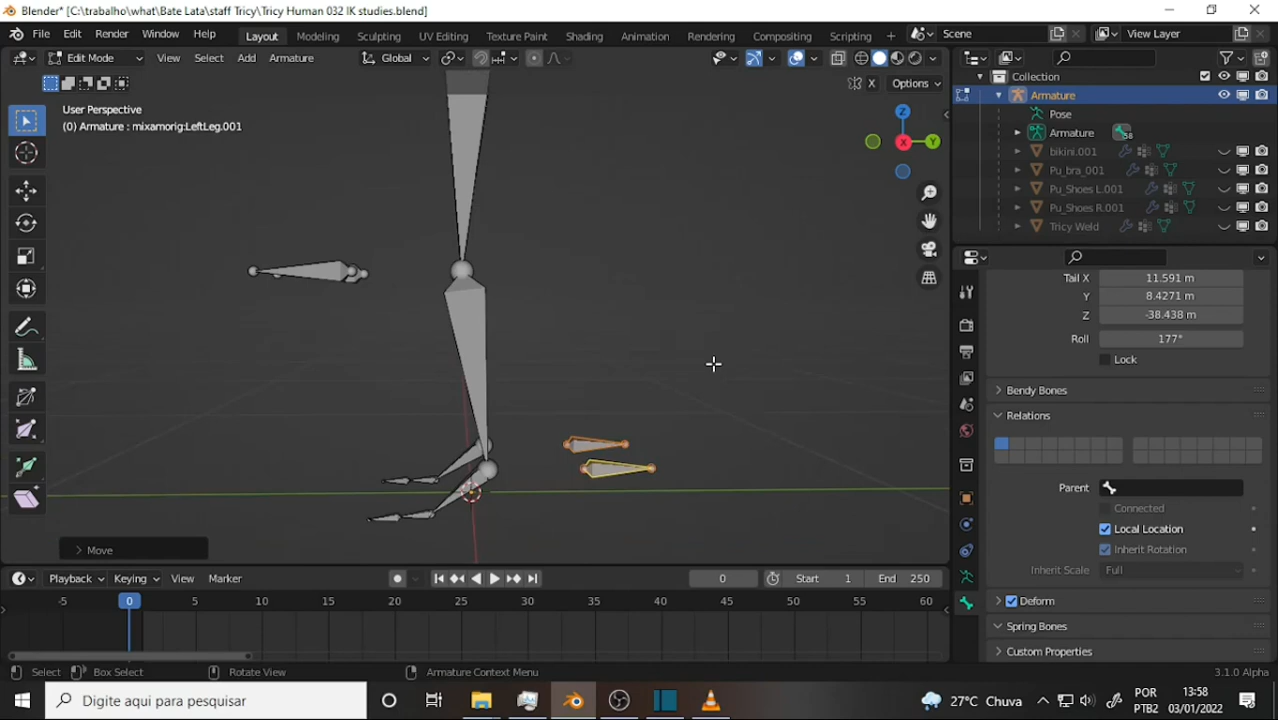 Blender* [C:\trabalho\what\Bate Lata\staff Tricy\Tricy Human 032 IK studies.blend]
File Edit Render Window Help Layout Modeling Sculpting UV Editing Texture Paint Shading Animation Rendering Compositing Scripting + Scene View Layer
Edit Mode View Select Add Armature Global
X Options
User Perspective
(0) Armature : mixamorig:LeftLeg.001
Z
X Y
Move
Collection
Armature
Pose
Armature 58
bikini.001
Pu_bra_001
Pu_Shoes L.001
Pu_Shoes R.001
Tricy Weld
Tail X 11.591 m
Y 8.4271 m
Z -38.438 m
Roll 177°
Lock
Bendy Bones
Relations
Parent
Connected
Local Location
Inherit Rotation
Inherit Scale Full
Deform
Spring Bones
Custom Properties
Playback Keying View Marker 0 Start 1 End 250
-5 0 5 10 15 20 25 30 35 40 45 50 55 60
Select Box Select Rotate View Armature Context Menu 3.1.0 Alpha
Digite aqui para pesquisar
27°C Chuva
POR
PTB2
13:58
03/01/2022